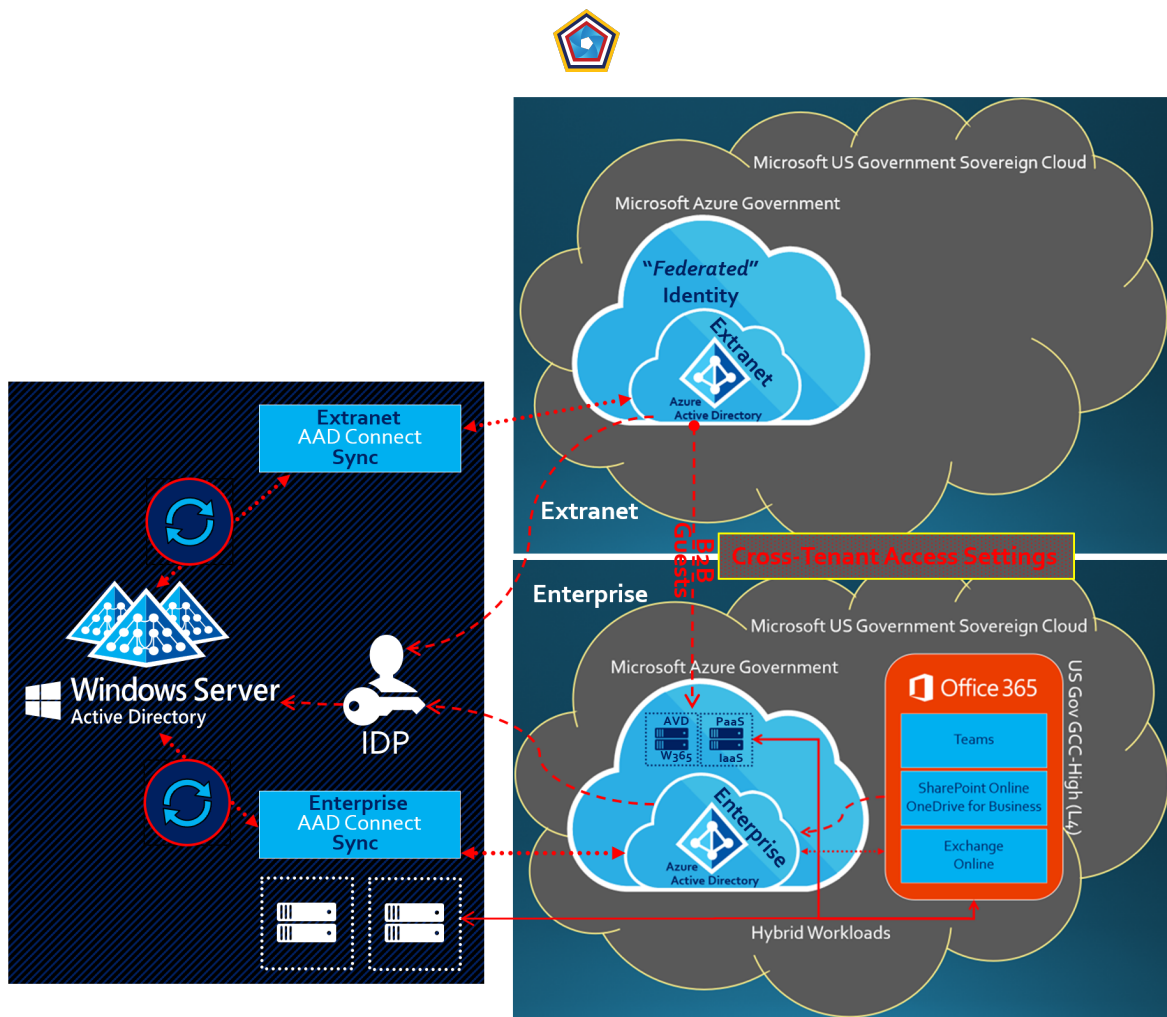 Microsoft US Government Sovereign Cloud
Microsoft Azure Government
“Federated”
Identity
Extranet
Azure
Active Directory
Extranet
AAD Connect
Sync
Extranet
B2B
Guests
Cross-Tenant Access Settings
Enterprise
Microsoft US Government Sovereign Cloud
Microsoft Azure Government
Office 365
US Gov GCC-High (L4)
Windows Server
Active Directory
IDP
AVD
W365
PaaS
IaaS
Teams
SharePoint Online
OneDrive for Business
Exchange
Online
Enterprise
AAD Connect
Sync
Enterprise
Azure
Active Directory
Hybrid Workloads